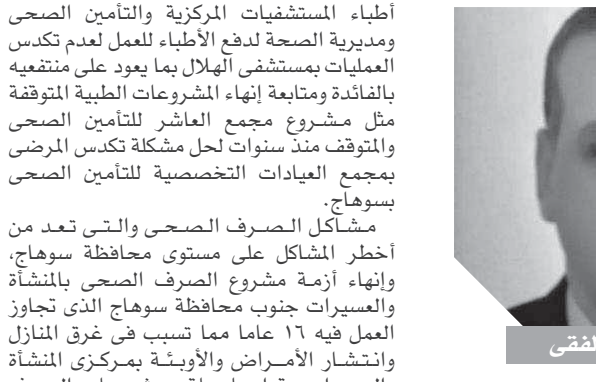 أطباء المستشفيات المركزية والتأمين الصحى
ومديرية الصحة لدفع الأطباء للعمل لعدم تكدس
العمليات بمستشفى الهلال بما يعود على منتفعيه
بالفائدة ومتابعة إنهاء المشروعات الطبية المتوقفة
مثل مشروع مجمع العاشر للتأمين الصحى
والمتوقف منذ سنوات لحل مشكلة تكدس المرضى
بمجمع العيادات التخصصية للتأمين الصحى
بسوهاج.
مشاكل الصرف الصحى والتى تعد من
أخطر المشاكل على مستوى محافظة سوهاج،
وإنهاء أزمة مشروع الصرف الصحى بالمنشأة
والعسيرات جنوب محافظة سوهاج الذى تجاوز
العمل فيه ١٦ عاما مما تسبب فى غرق المنازل
وانتشار الأمراض والأوبئة بمركزى المنشأة
لفقى